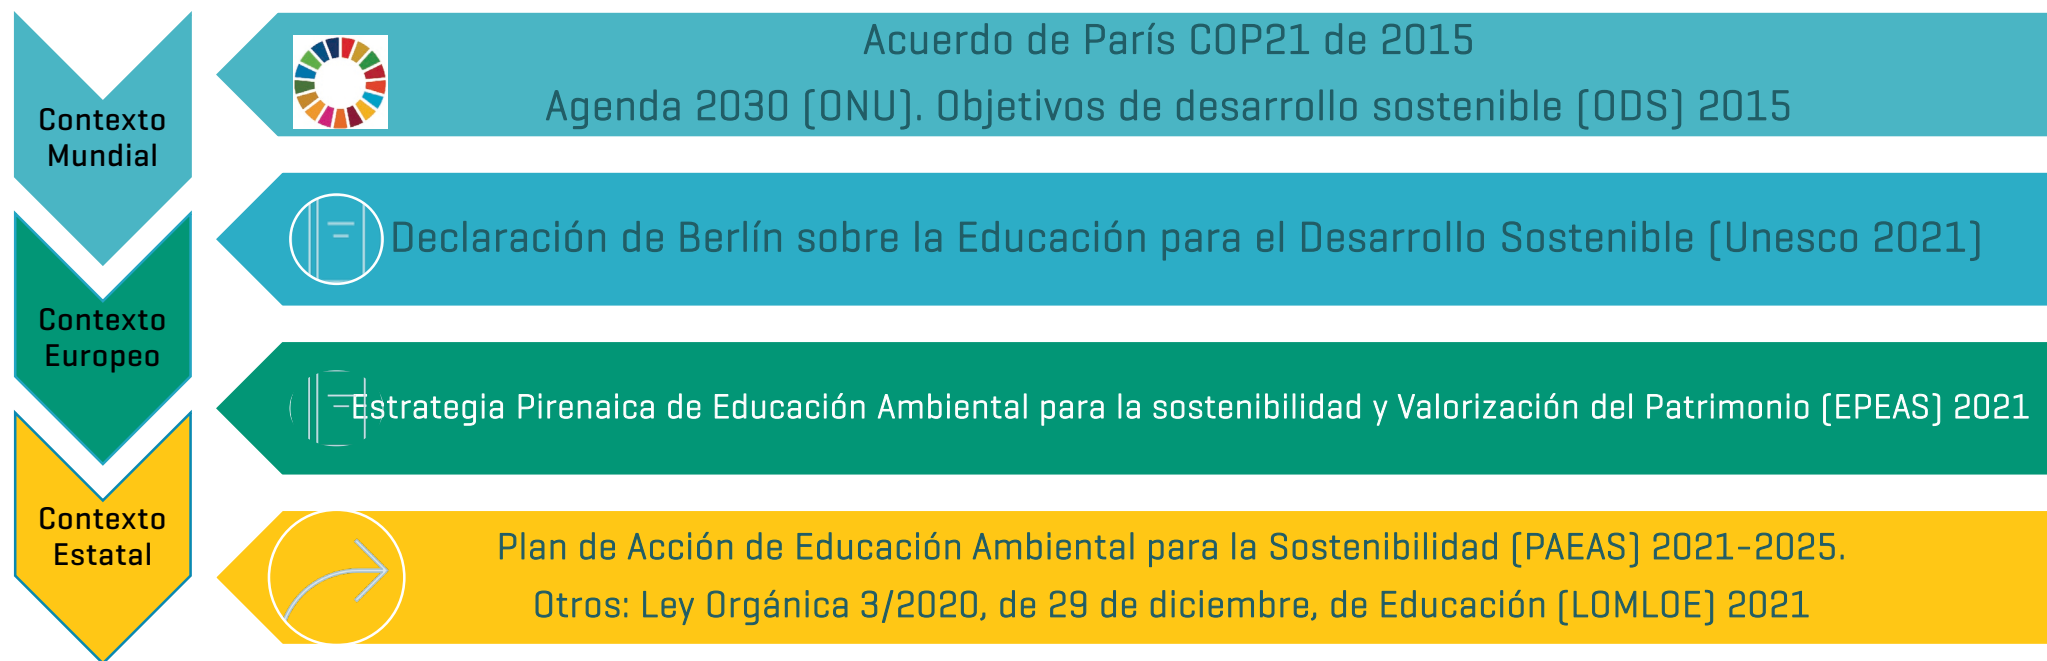 Contexto
Mundial
Acuerdo de París COP21 de 2015
Agenda 2030 (ONU). Objetivos de desarrollo sostenible (ODS) 2015
Declaración de Berlín sobre la Educación para el Desarrollo Sostenible (Unesco 2021)
Contexto
Europeo
Estrategia Pirenaica de Educación Ambiental para la sostenibilidad y Valorización del Patrimonio (EPEAS) 2021
Contexto
Estatal
Plan de Acción de Educación Ambiental para la Sostenibilidad (PAEAS) 2021-2025.
Otros: Ley Orgánica 3/2020, de 29 de diciembre, de Educación (LOMLOE) 2021